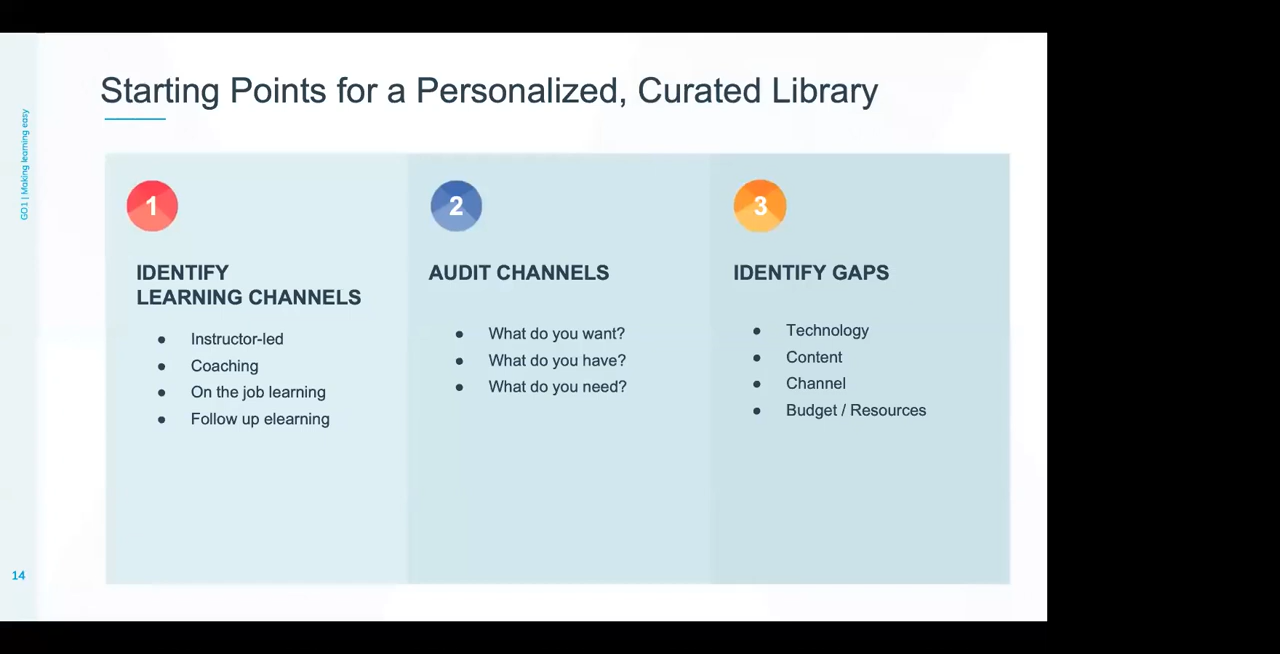 Starting Points for a Personalized, Curated Library
GO1 | Making learning easy
1
IDENTIFY
LEARNING CHANNELS
Instructor-led
Coaching
On the job learning
Follow up elearning
2
AUDIT CHANNELS
What do you want?
What do you have?
What do you need?
3
IDENTIFY GAPS
Technology
Content
Channel
Budget / Resources
14